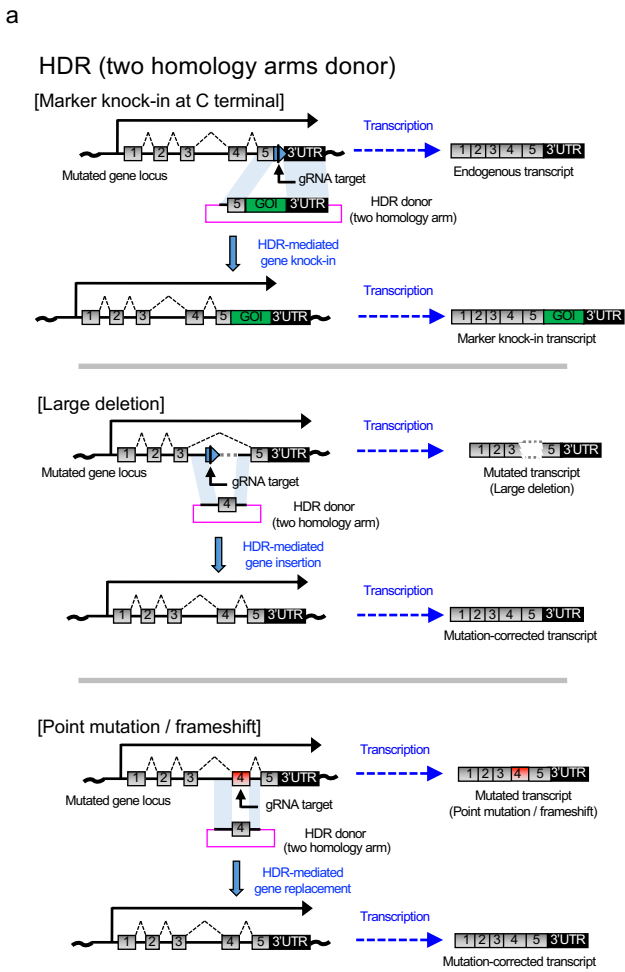 a
HDR (two homology arms donor)
[Marker knock-in at C terminal]
Transcription
1 2 3 4 5 3'UTR
1 2 3 4 5 3'UTR
Mutated gene locus
gRNA target
Endogenous transcript
5 GOI 3'UTR
HDR donor
(two homology arm)
HDR-mediated
gene knock-in
Transcription
1 2 3 4 5 GOI 3'UTR
1 2 3 4 5 GOI 3'UTR
Marker knock-in transcript
[Large deletion]
Transcription
1 2 3 5 3'UTR
1 2 3 5 3'UTR
Mutated gene locus
gRNA target
Mutated transcript
(Large deletion)
4
HDR donor
(two homology arm)
HDR-mediated
gene insertion
Transcription
1 2 3 4 5 3'UTR
1 2 3 4 5 3'UTR
Mutation-corrected transcript
[Point mutation / frameshift]
Transcription
1 2 3 4 5 3'UTR
1 2 3 4 5 3'UTR
Mutated gene locus
gRNA target
Mutated transcript
(Point mutation / frameshift)
4
HDR donor
(two homology arm)
HDR-mediated
gene replacement
Transcription
1 2 3 4 5 3'UTR
1 2 3 4 5 3'UTR
Mutation-corrected transcript